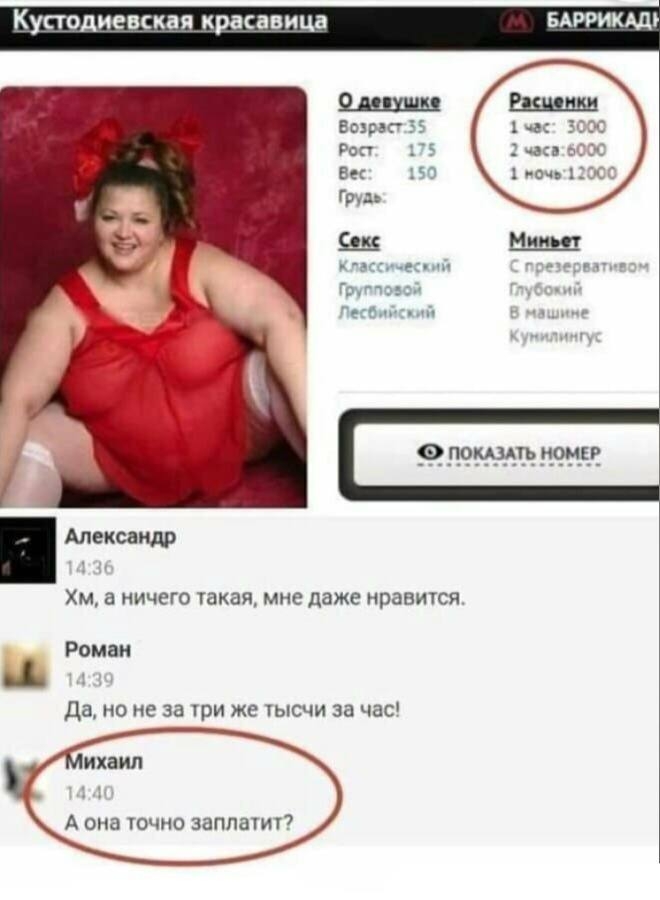 Кустодиевская красавица
БАРРИКАДН
О девушке
Возраст:35
Рост: 175
Вес: 150
Грудь:
Расценки
1 час: 3000
2 часа:6000
1 ночь:12000
Секс
Классический
Групповой
Лесбийский
Миньет
С презервативом
Глубокий
В машине
Кунилингус
ПОКАЗАТЬ НОМЕР
Александр
14:36
Хм, а ничего такая, мне даже нравится.
Роман
14:39
Да, но не за три же тысчи за час!
Михаил
14:40
А она точно заплатит?